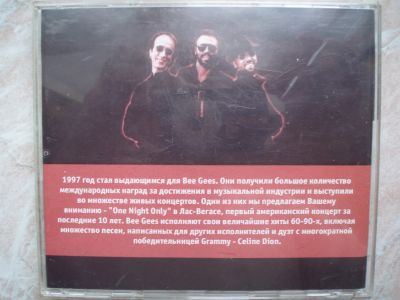 1997 год стал выдающимся для Bee Gees. Они получили большое количество
международных наград за достижения в музыкальной индустрии и выступили
во множестве живых концертов. Один из них мы предлагаем Вашему
вниманию - "One Night Only" в Лас-Вегасе, первый американский концерт за
последние 10 лет. Bee Gees исполняют свои величайшие хиты 60-90-х, включая
множество песен, написанных для других исполнителей и дуэт с многократной
победительницей Grammy - Celine Dion.